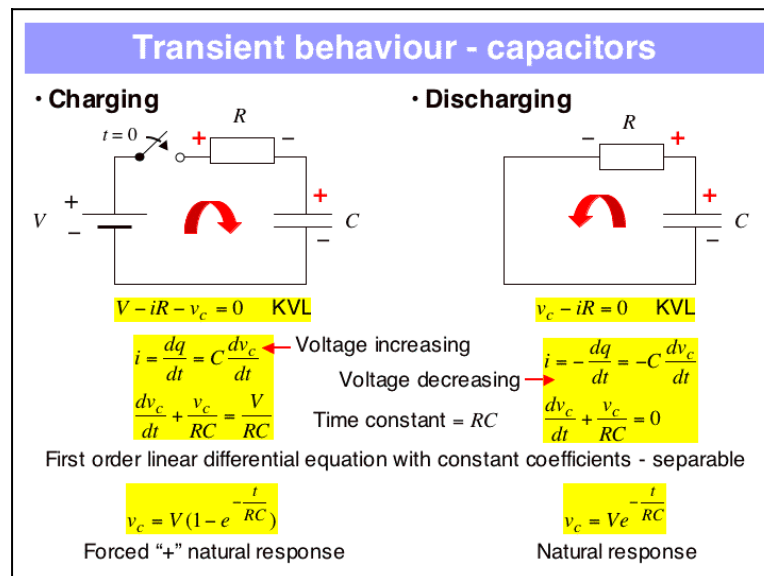 Transient behaviour - capacitors
• Charging
t = 0
+
R
−
+
V
−
+
C
−
V − iR − v_c = 0 KVL
i = dq/dt = C dv_c/dt
Voltage increasing
dv_c/dt + v_c/RC = V/RC
• Discharging
−
R
+
+
C
−
v_c − iR = 0 KVL
i = − dq/dt = −C dv_c/dt
Voltage decreasing
dv_c/dt + v_c/RC = 0
Time constant = RC
First order linear differential equation with constant coefficients - separable
v_c = V(1 − e^(−t/RC))
Forced “+” natural response
v_c = Ve^(−t/RC)
Natural response